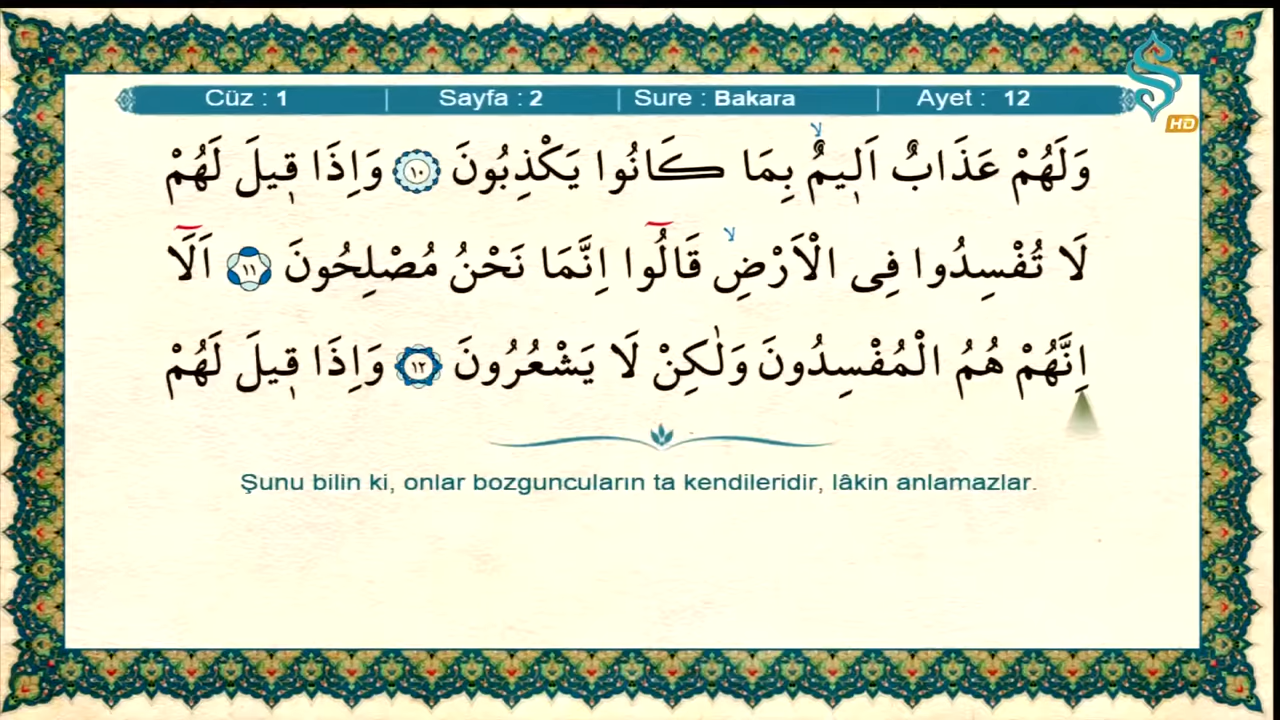 Cüz : 1 | Sayfa : 2 | Sure : Bakara | Ayet : 12
HD
وَلَهُمْ عَذَابٌ اَلٖيمٌۙ بِمَا كَانُوا يَكْذِبُونَ ﴿١٠﴾ وَاِذَا قٖيلَ لَهُمْ
لَا تُفْسِدُوا فِى الْاَرْضِۙ قَالُٓوا اِنَّمَا نَحْنُ مُصْلِحُونَ ﴿١١﴾ اَلَٓا
اِنَّهُمْ هُمُ الْمُفْسِدُونَ وَلٰكِنْ لَا يَشْعُرُونَ ﴿١٢﴾ وَاِذَا قٖيلَ لَهُمْ
Şunu bilin ki, onlar bozguncuların ta kendileridir, lâkin anlamazlar.